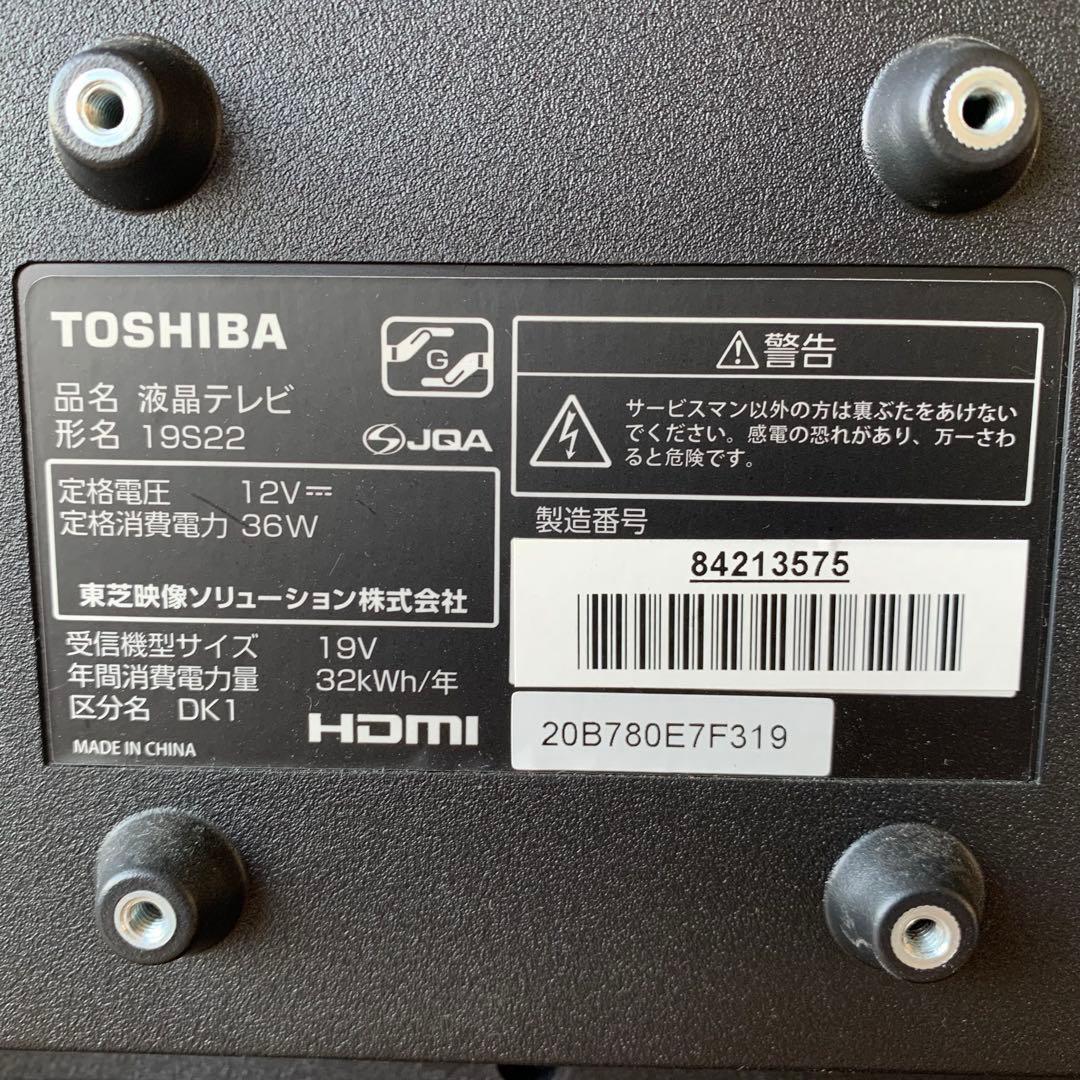 TOSHIBA
G
品名 液晶テレビ
形名 19S22
JQA
定格電圧 12V⎓
定格消費電力 36W
東芝映像ソリューション株式会社
受信機型サイズ 19V
年間消費電力量 32kWh/年
区分名 DK1
HDMI
MADE IN CHINA
⚠警告
サービスマン以外の方は裏ぶたをあけない
でください。感電の恐れがあり、万一さわ
ると危険です。
製造番号
84213575
20B780E7F319